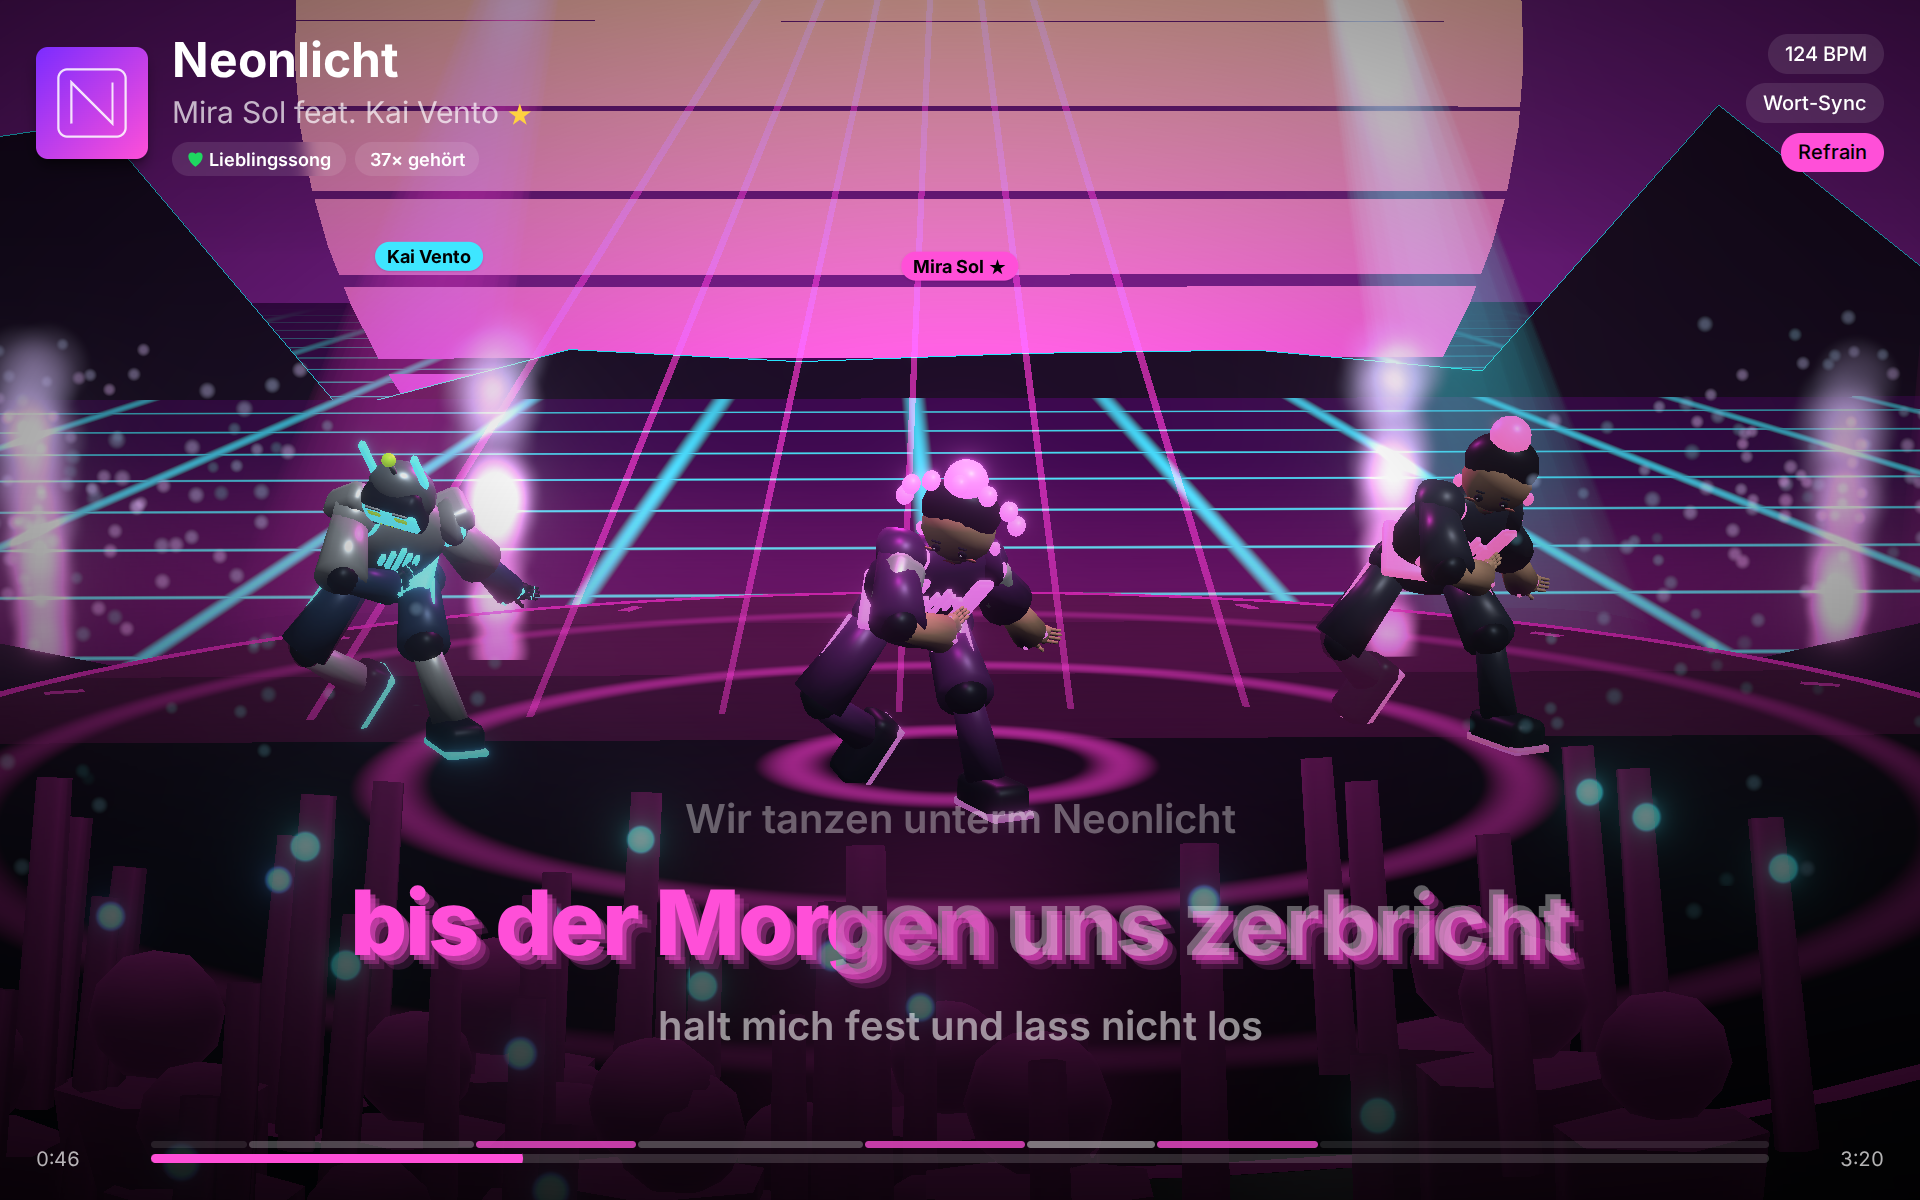 N
Neonlicht
Mira Sol feat. Kai Vento ★
Lieblingssong
37× gehört
124 BPM
Wort-Sync
Refrain
Kai Vento
Mira Sol ★
Wir tanzen unterm Neonlicht
bis der Morgen uns zerbricht
halt mich fest und lass nicht los
0:46
3:20